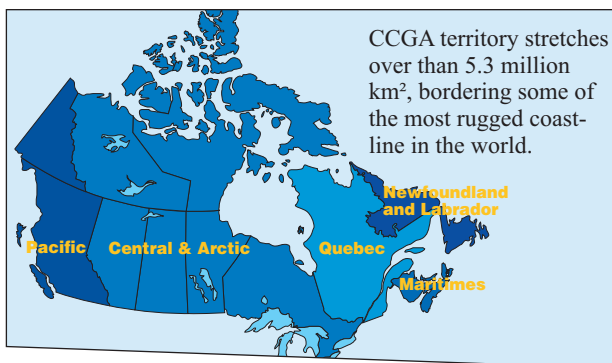 CCGA territory stretches
over than 5.3 million
km², bordering some of
the most rugged coast-
line in the world.
Newfoundland
and Labrador
Pacific
Central & Arctic
Quebec
Maritimes